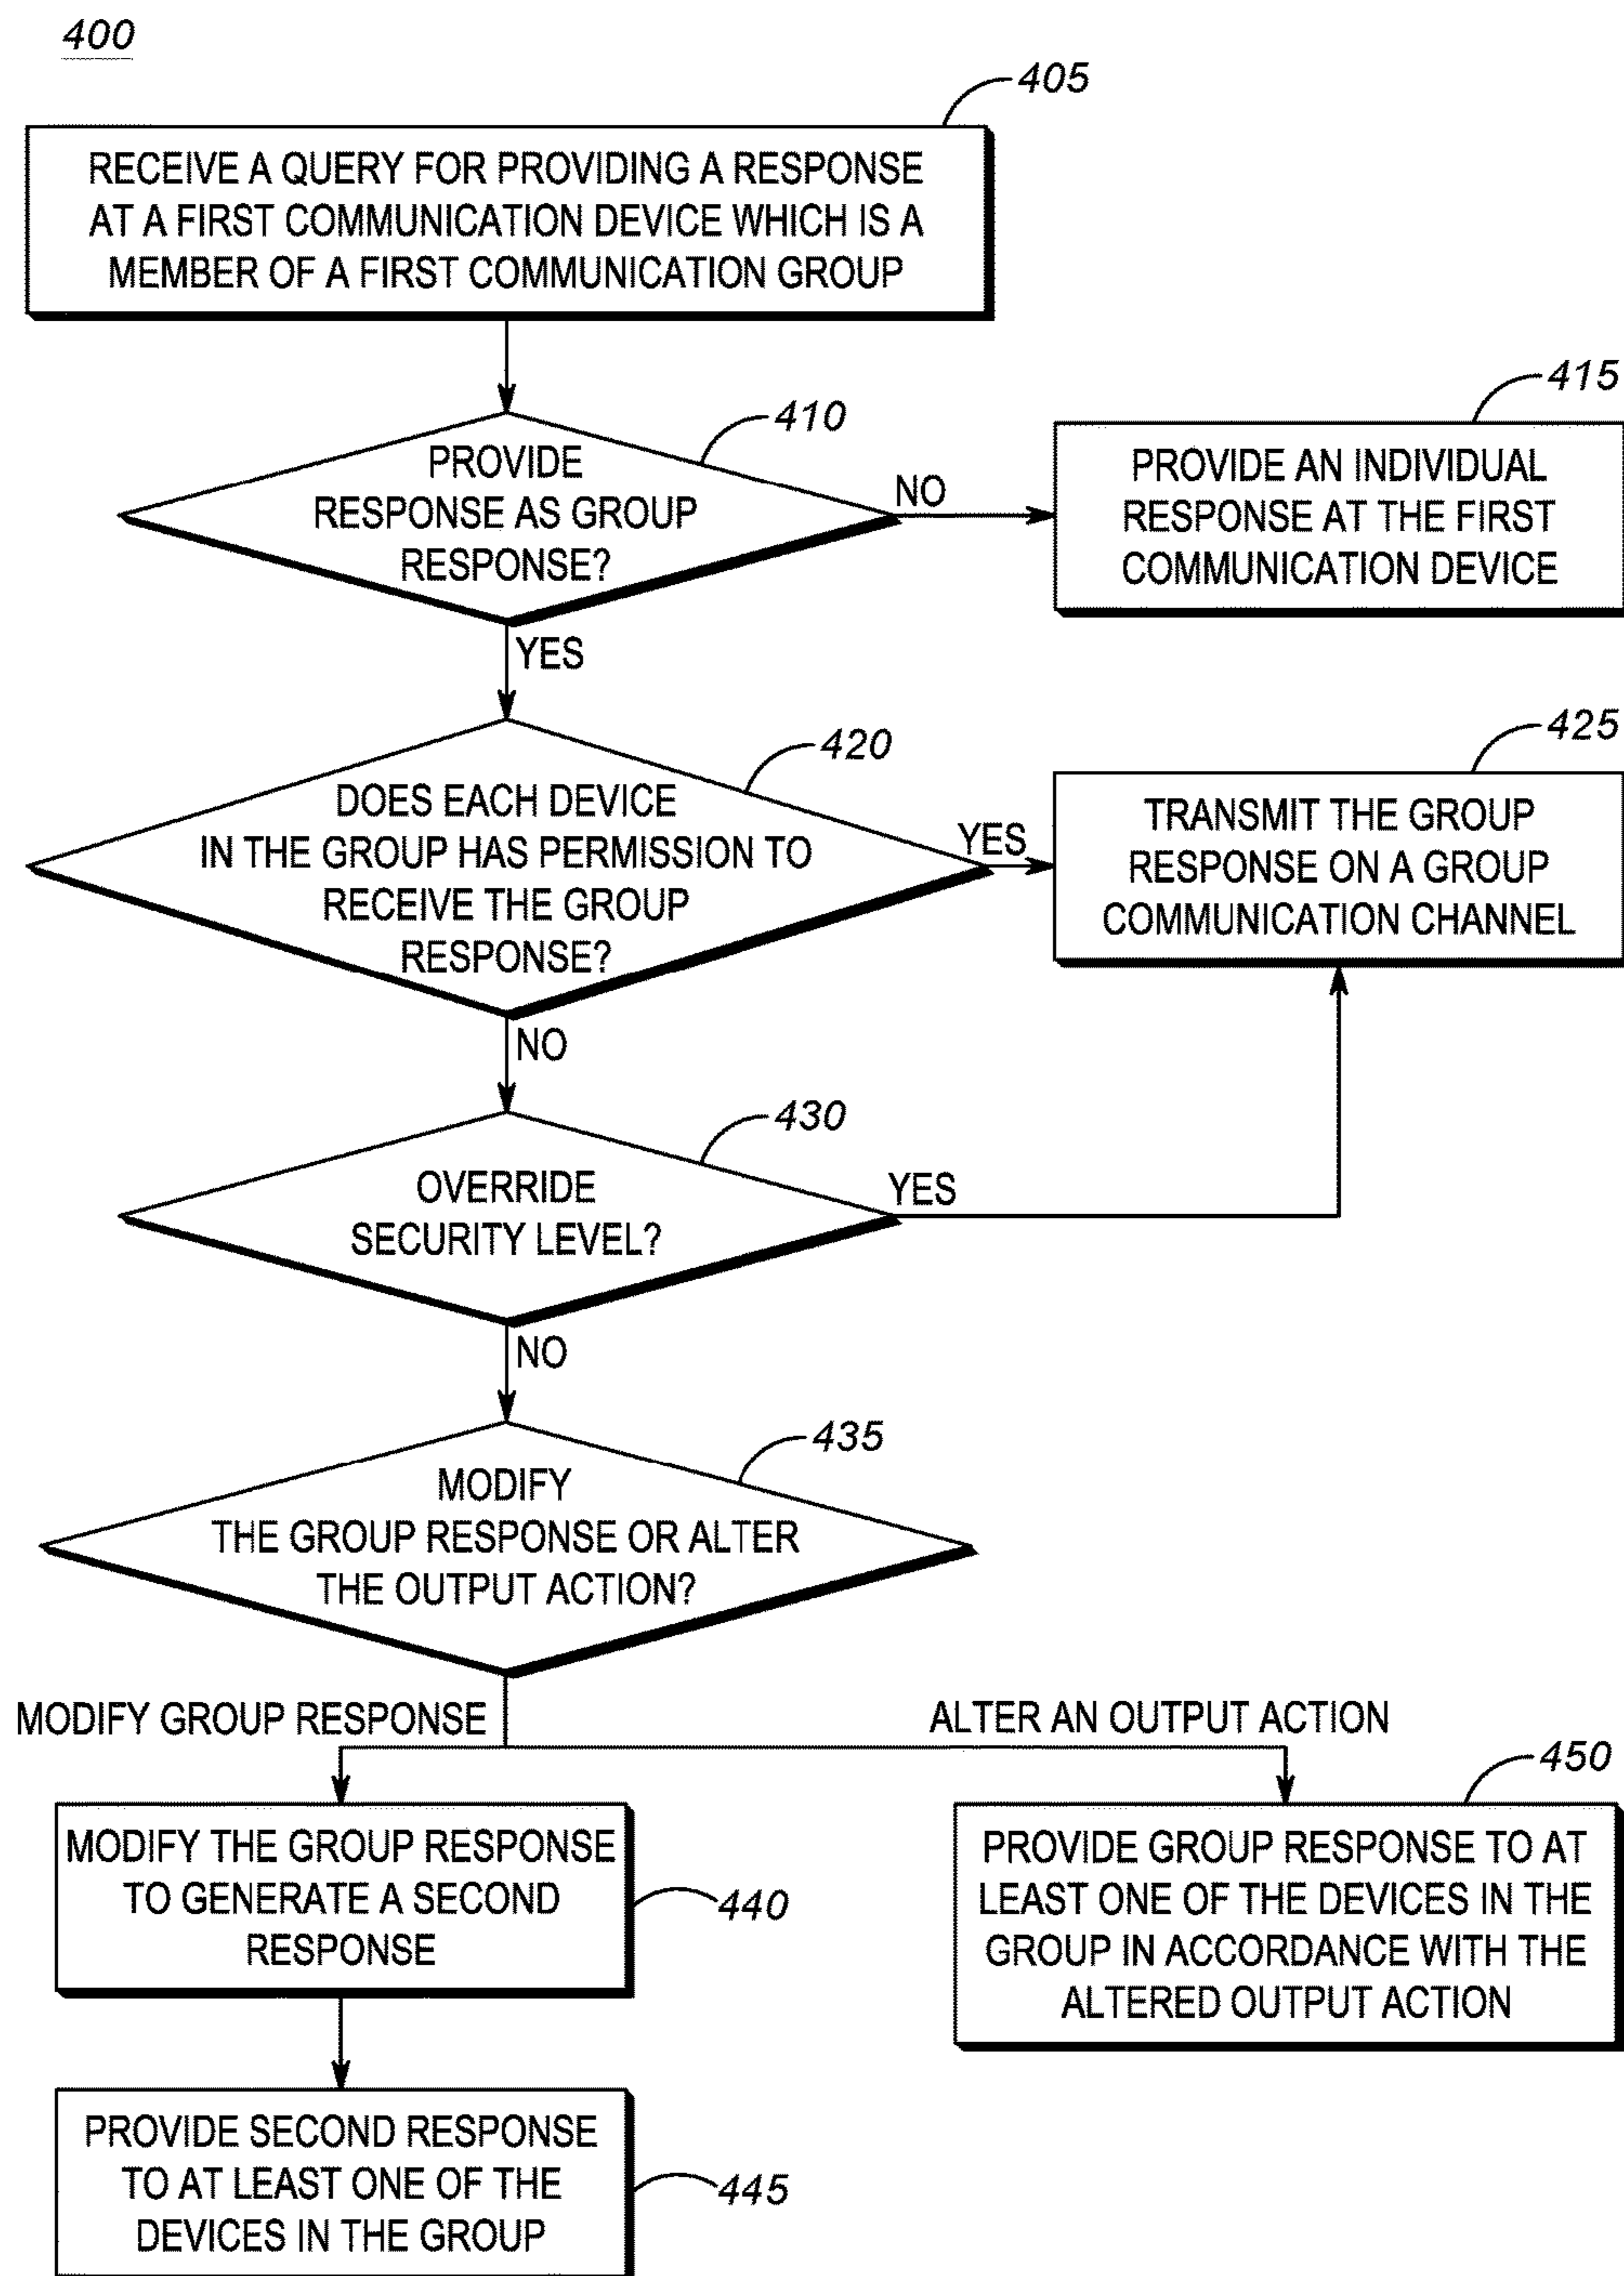 400
405
RECEIVE A QUERY FOR PROVIDING A RESPONSE
AT A FIRST COMMUNICATION DEVICE WHICH IS A
MEMBER OF A FIRST COMMUNICATION GROUP
410
PROVIDE
RESPONSE AS GROUP
RESPONSE?
NO
415
PROVIDE AN INDIVIDUAL
RESPONSE AT THE FIRST
COMMUNICATION DEVICE
YES
420
DOES EACH DEVICE
IN THE GROUP HAS PERMISSION TO
RECEIVE THE GROUP
RESPONSE?
YES
425
TRANSMIT THE GROUP
RESPONSE ON A GROUP
COMMUNICATION CHANNEL
NO
430
OVERRIDE
SECURITY LEVEL?
YES
NO
435
MODIFY
THE GROUP RESPONSE OR ALTER
THE OUTPUT ACTION?
MODIFY GROUP RESPONSE
ALTER AN OUTPUT ACTION
MODIFY THE GROUP RESPONSE
TO GENERATE A SECOND
RESPONSE
440
450
PROVIDE GROUP RESPONSE TO AT
LEAST ONE OF THE DEVICES IN THE
GROUP IN ACCORDANCE WITH THE
ALTERED OUTPUT ACTION
PROVIDE SECOND RESPONSE
TO AT LEAST ONE OF THE
DEVICES IN THE GROUP
445